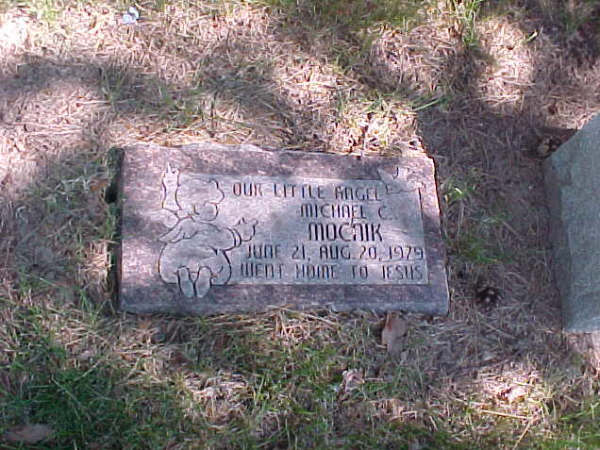 OUR LITTLE ANGEL
MICHAEL C.
MOCNIK
JUNE 21, AUG. 20, 1979
WENT HOME TO JESUS